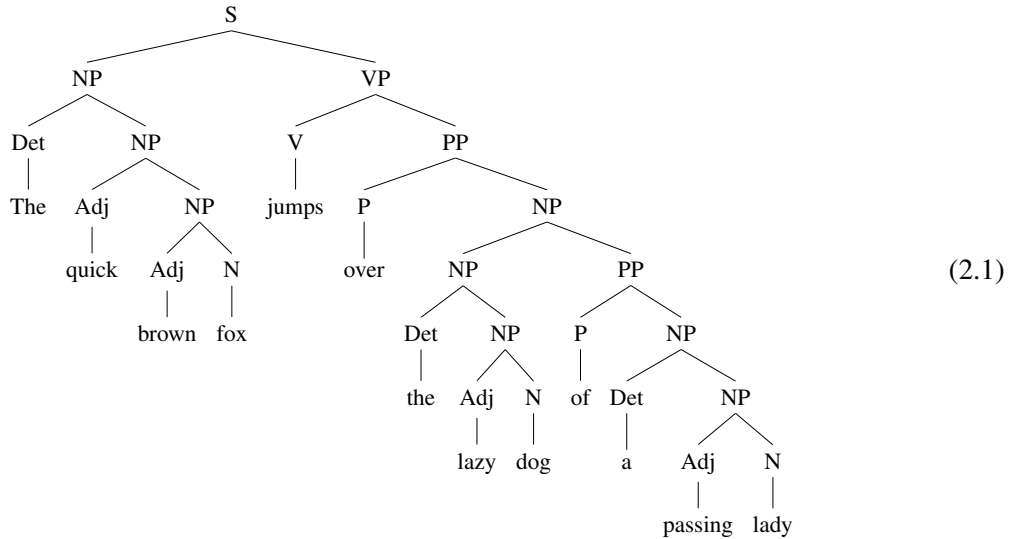 S
NP VP
Det NP V PP
The Adj NP jumps P NP
quick Adj N over NP PP (2.1)
brown fox Det NP P NP
the Adj N of Det NP
lazy dog a Adj N
passing lady